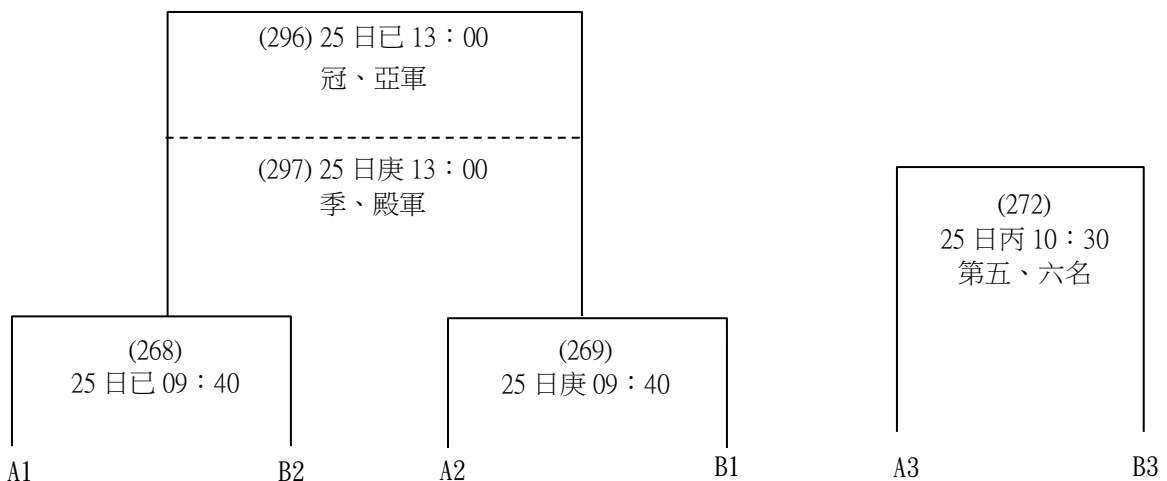 (296) 25 日已 13：00
冠、亞軍
(297) 25 日庚 13：00
季、殿軍
(272)
25 日丙 10：30
第五、六名
(268)
25 日已 09：40
(269)
25 日庚 09：40
A1
B2
A2
B1
A3
B3